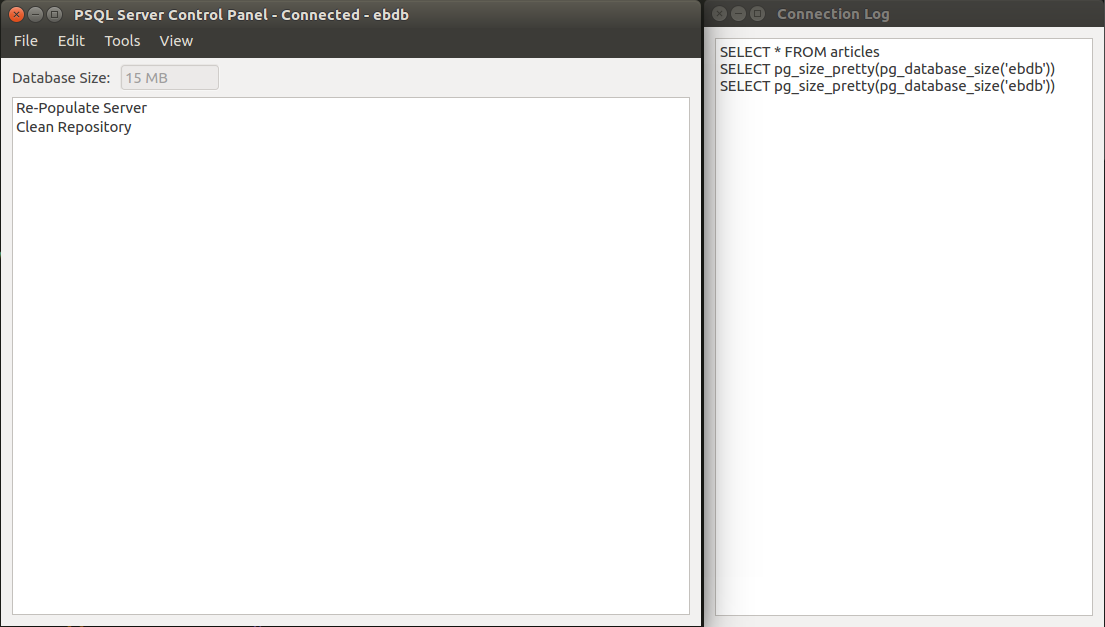 PSQL Server Control Panel - Connected - ebdb
File Edit Tools View
Database Size: 15 MB
Re-Populate Server
Clean Repository
Connection Log
SELECT * FROM articles
SELECT pg_size_pretty(pg_database_size('ebdb'))
SELECT pg_size_pretty(pg_database_size('ebdb'))